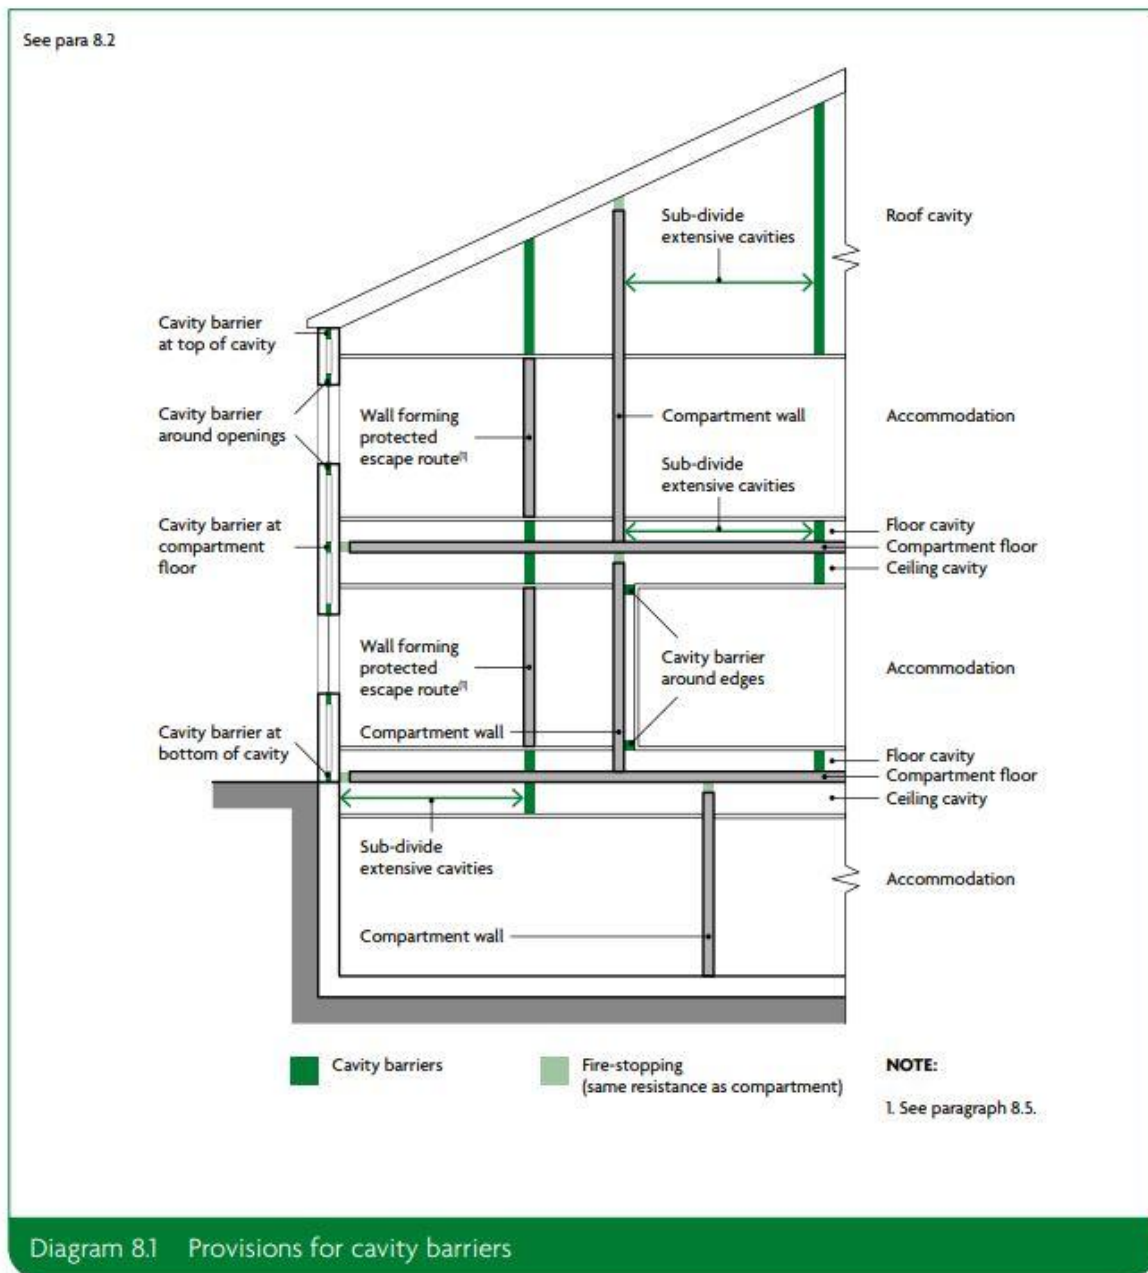 See para 8.2
Sub-divide
extensive cavities
Roof cavity
Cavity barrier
at top of cavity
Cavity barrier
around openings
Wall forming
protected
escape route[1]
Compartment wall
Accommodation
Sub-divide
extensive cavities
Cavity barrier at
compartment
floor
Floor cavity
Compartment floor
Ceiling cavity
Wall forming
protected
escape route[1]
Cavity barrier
around edges
Accommodation
Cavity barrier at
bottom of cavity
Compartment wall
Floor cavity
Compartment floor
Ceiling cavity
Sub-divide
extensive cavities
Accommodation
Compartment wall
Cavity barriers
Fire-stopping
(same resistance as compartment)
NOTE:
1. See paragraph 8.5.
Diagram 8.1 Provisions for cavity barriers